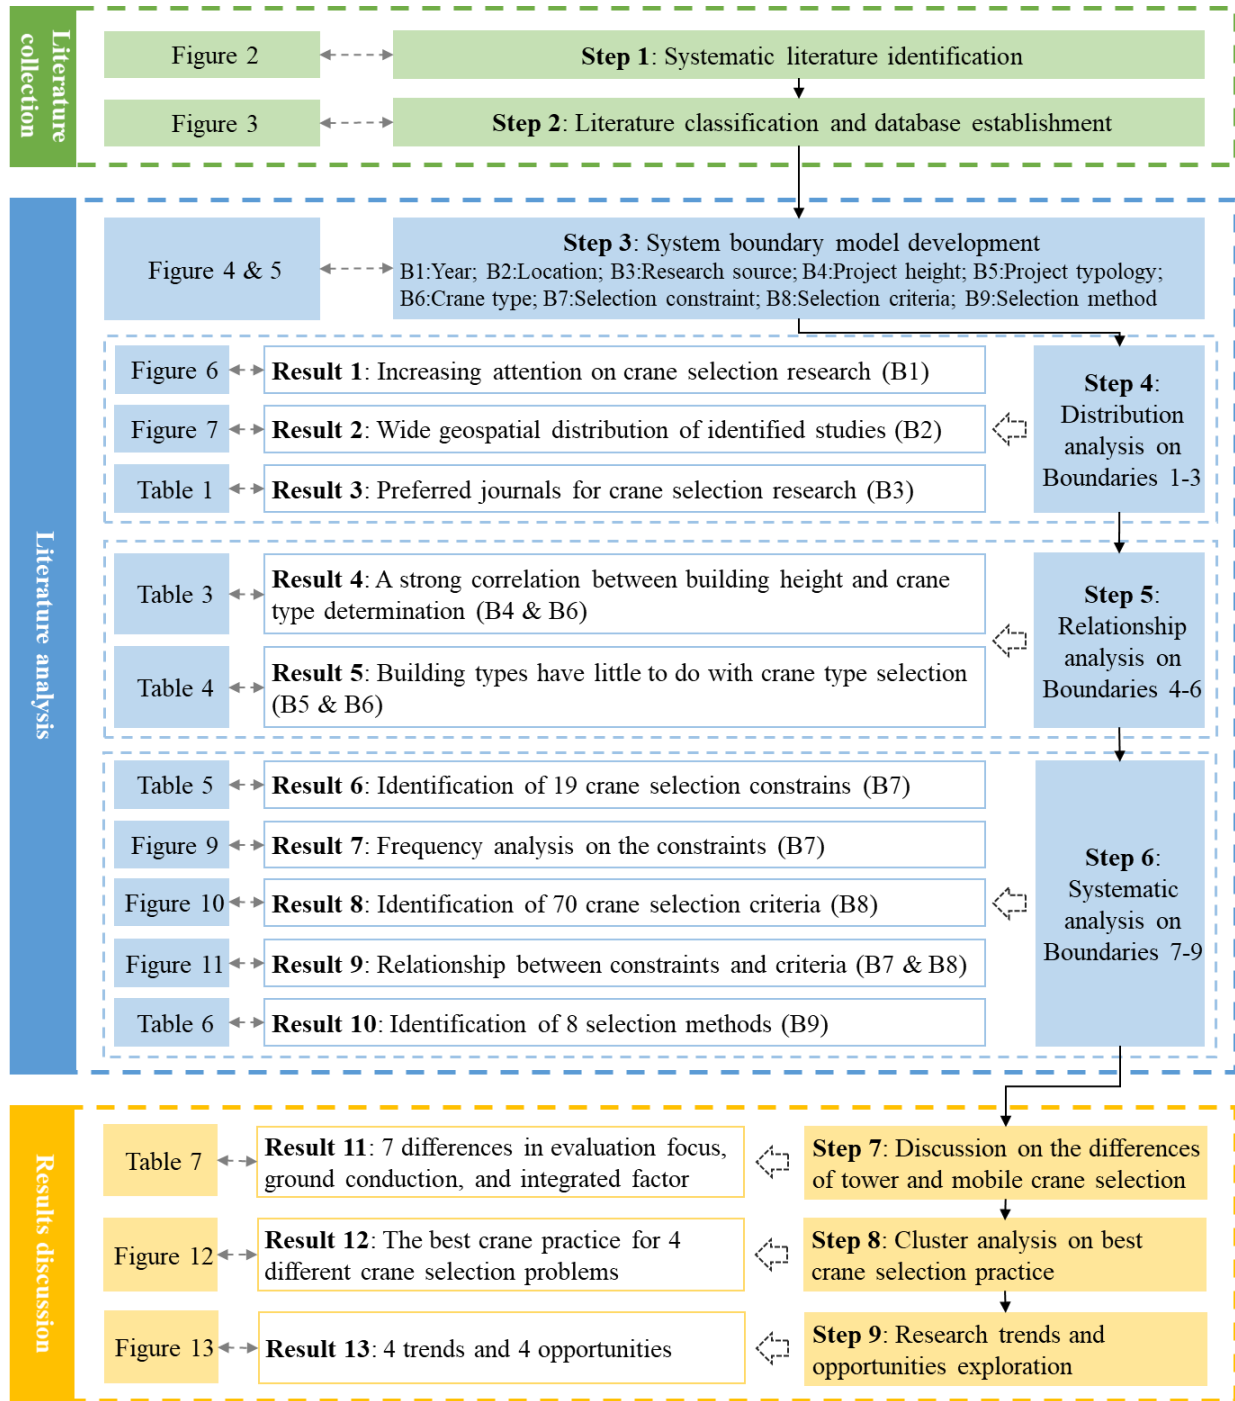 Literature
collection
Figure 2
Step 1: Systematic literature identification
Figure 3
Step 2: Literature classification and database establishment
Literature analysis
Figure 4 & 5
Step 3: System boundary model development
B1:Year; B2:Location; B3:Research source; B4:Project height; B5:Project typology;
B6:Crane type; B7:Selection constraint; B8:Selection criteria; B9:Selection method
Figure 6
Result 1: Increasing attention on crane selection research (B1)
Figure 7
Result 2: Wide geospatial distribution of identified studies (B2)
Table 1
Result 3: Preferred journals for crane selection research (B3)
Step 4:
Distribution
analysis on
Boundaries 1-3
Table 3
Result 4: A strong correlation between building height and crane
type determination (B4 & B6)
Table 4
Result 5: Building types have little to do with crane type selection
(B5 & B6)
Step 5:
Relationship
analysis on
Boundaries 4-6
Table 5
Result 6: Identification of 19 crane selection constrains (B7)
Figure 9
Result 7: Frequency analysis on the constraints (B7)
Figure 10
Result 8: Identification of 70 crane selection criteria (B8)
Figure 11
Result 9: Relationship between constraints and criteria (B7 & B8)
Table 6
Result 10: Identification of 8 selection methods (B9)
Step 6:
Systematic
analysis on
Boundaries 7-9
Results discussion
Table 7
Result 11: 7 differences in evaluation focus,
ground conduction, and integrated factor
Step 7: Discussion on the differences
of tower and mobile crane selection
Figure 12
Result 12: The best crane practice for 4
different crane selection problems
Step 8: Cluster analysis on best
crane selection practice
Figure 13
Result 13: 4 trends and 4 opportunities
Step 9: Research trends and
opportunities exploration